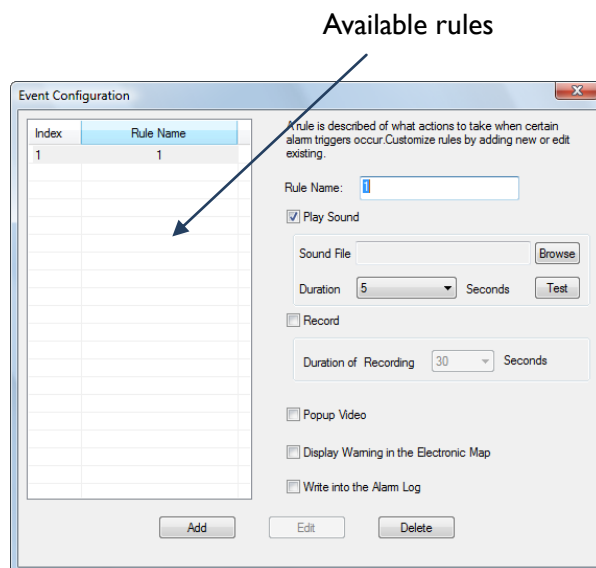 Available rules
Event Configuration
Index Rule Name
1 1
A rule is described of what actions to take when certain
alarm triggers occur.Customize rules by adding new or edit
existing.
Rule Name: 1
Play Sound
Sound File Browse
Duration 5 Seconds Test
Record
Duration of Recording 30 Seconds
Popup Video
Display Warning in the Electronic Map
Write into the Alarm Log
Add Edit Delete